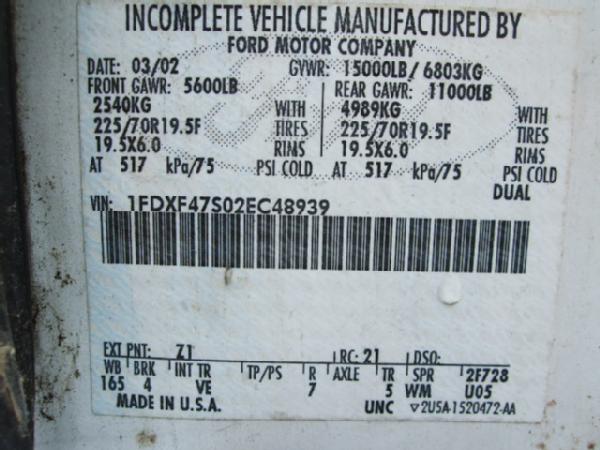 INCOMPLETE VEHICLE MANUFACTURED BY
FORD MOTOR COMPANY
DATE: 03/02 GVWR: 15000LB / 6803KG
FRONT GAWR: 5600LB REAR GAWR: 11000LB
2540KG WITH 4989KG WITH
225/70R19.5F TIRES 225/70R19.5F TIRES
19.5X6.0 RIMS 19.5X6.0 RIMS
AT 517 kPa/75 PSI COLD AT 517 kPa/75 PSI COLD
DUAL
VIN: 1FDXF47S02EC48939
EXT PNT: Z1 RC: 21 DSO:
WB BRK INT TR TP/PS R AXLE TR SPR 2F728
165 4 VE 7 5 WM U05
MADE IN U.S.A. UNC ▽2U5A-1520472-AA